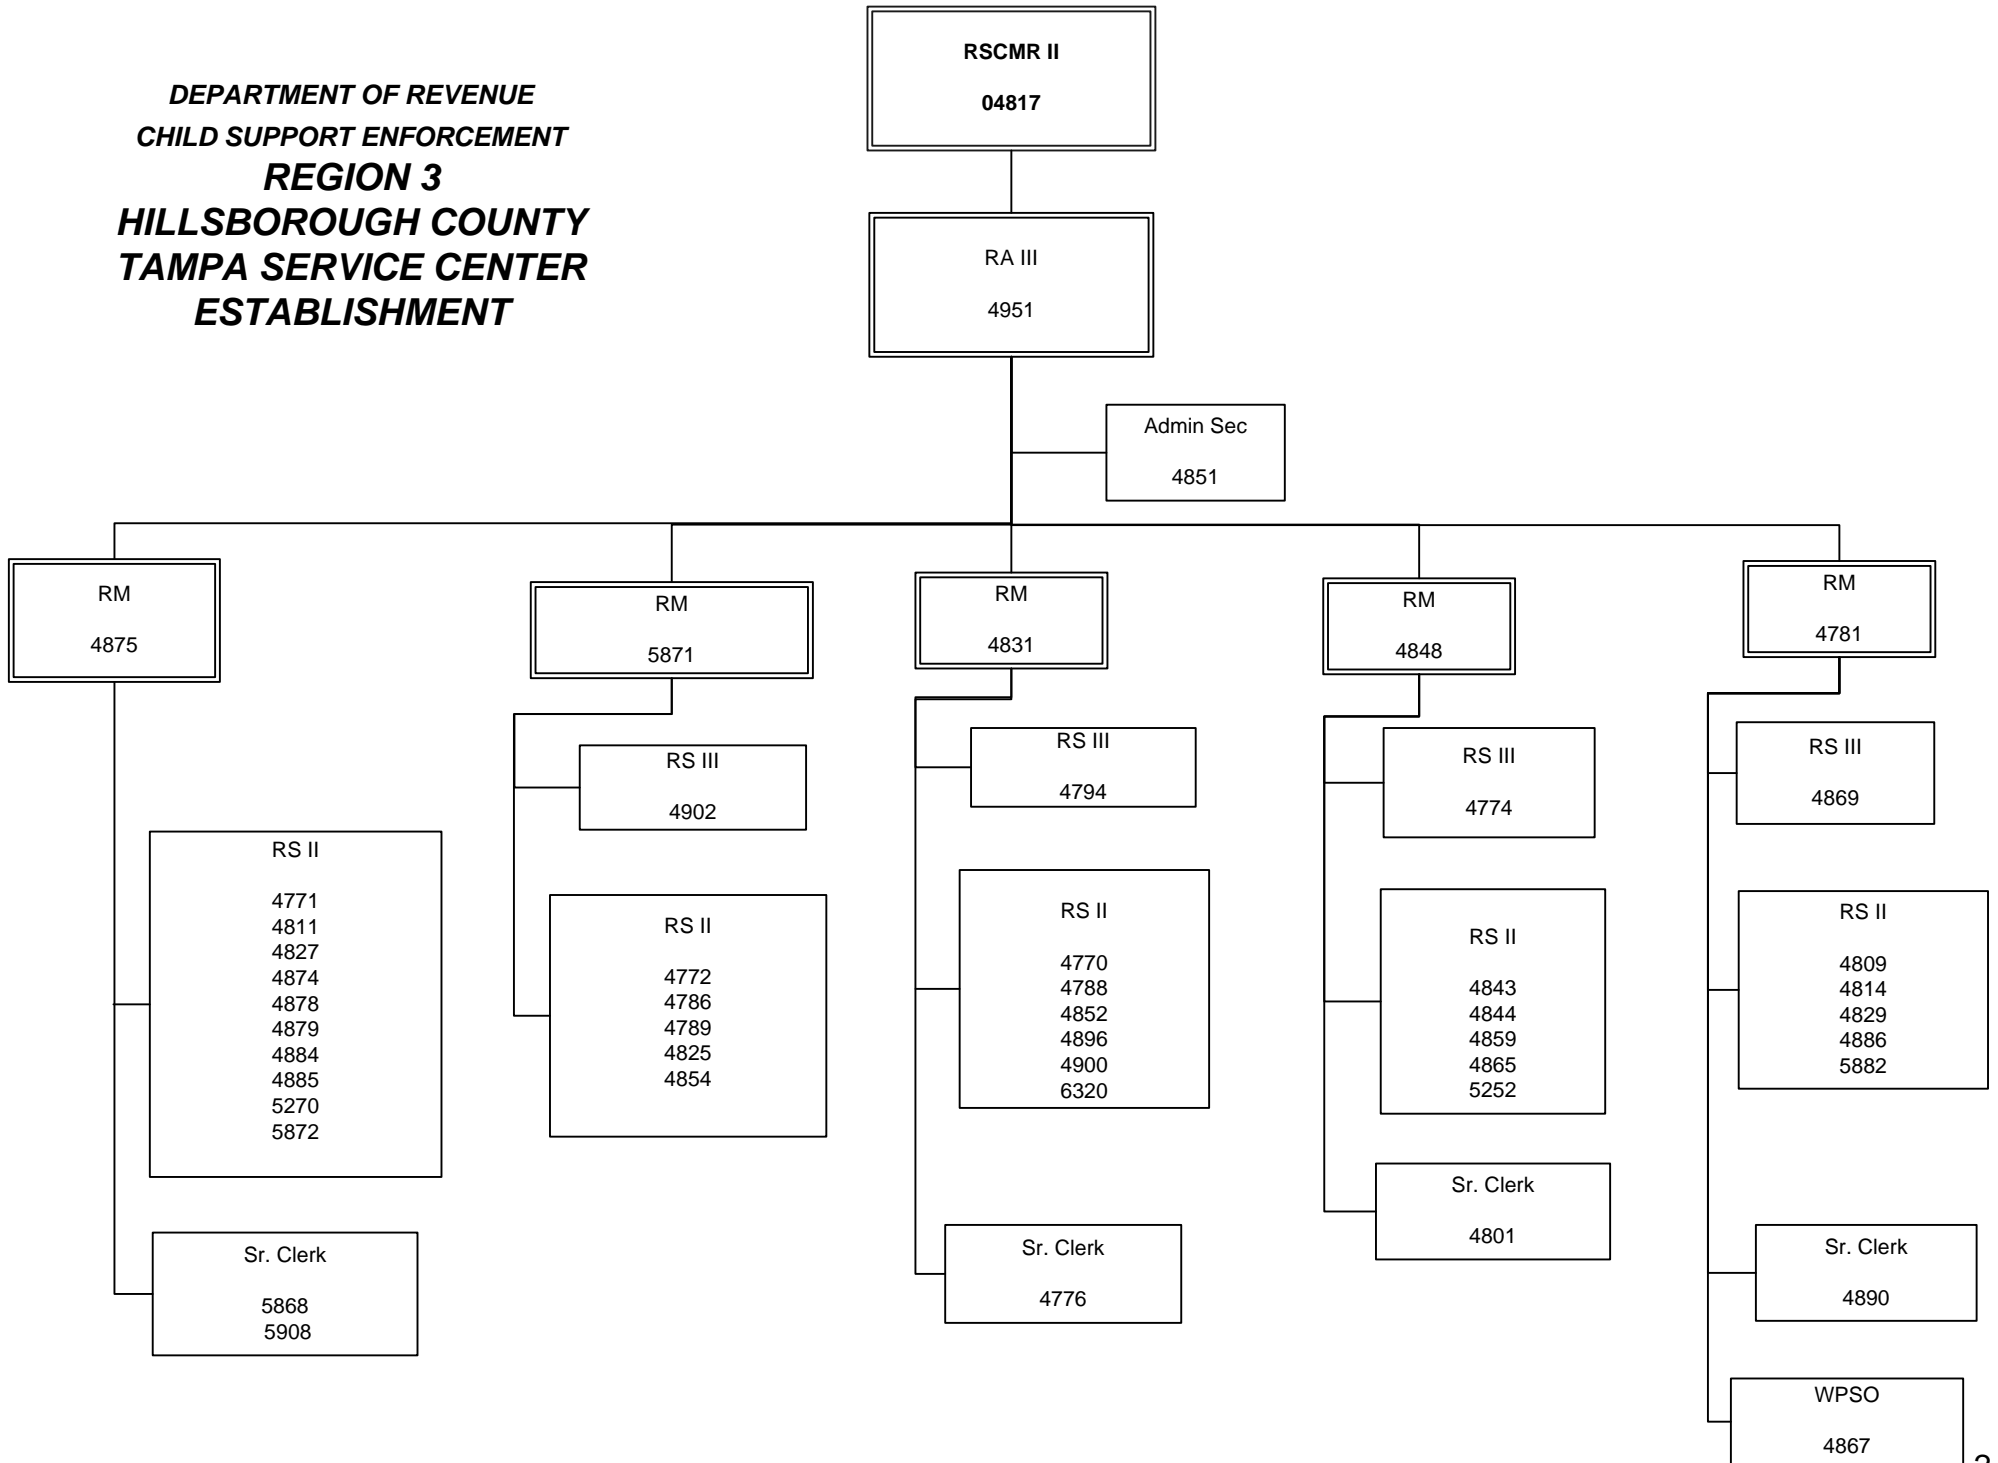 DEPARTMENT OF REVENUE
CHILD SUPPORT ENFORCEMENT
REGION 3
HILLSBOROUGH COUNTY
TAMPA SERVICE CENTER
ESTABLISHMENT
RSCMR II
04817
RA III
4951
Admin Sec
4851
RM
4875
RS II
4771
4811
4827
4874
4878
4879
4884
4885
5270
5872
Sr. Clerk
5868
5908
RM
5871
RS III
4902
RS II
4772
4786
4789
4825
4854
RM
4831
RS III
4794
RS II
4770
4788
4852
4896
4900
6320
Sr. Clerk
4776
RM
4848
RS III
4774
RS II
4843
4844
4859
4865
5252
Sr. Clerk
4801
RM
4781
RS III
4869
RS II
4809
4814
4829
4886
5882
Sr. Clerk
4890
WPSO
4867